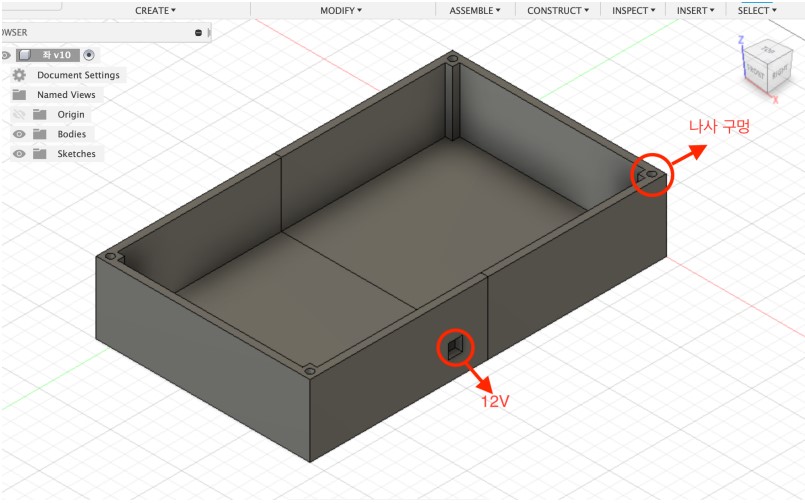 CREATE ▾ MODIFY ▾ ASSEMBLE ▾ CONSTRUCT ▾ INSPECT ▾ INSERT ▾ SELECT ▾
OWSER
좌 v10
Document Settings
Named Views
Origin
Bodies
Sketches
Z
TOP
FRONT
RIGHT
X
나사 구멍
12V